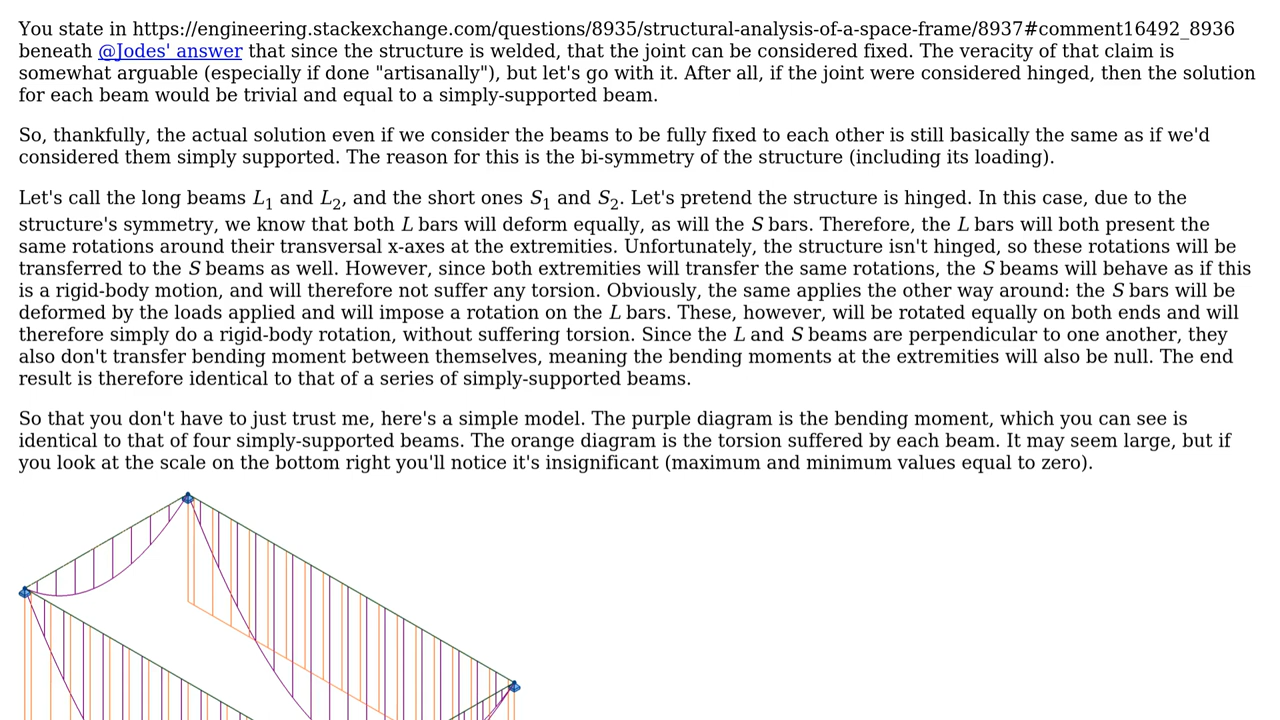 You state in https://engineering.stackexchange.com/questions/8935/structural-analysis-of-a-space-frame/8937#comment16492_8936
beneath @Jodes' answer that since the structure is welded, that the joint can be considered fixed. The veracity of that claim is
somewhat arguable (especially if done "artisanally"), but let's go with it. After all, if the joint were considered hinged, then the solution
for each beam would be trivial and equal to a simply-supported beam.
So, thankfully, the actual solution even if we consider the beams to be fully fixed to each other is still basically the same as if we'd
considered them simply supported. The reason for this is the bi-symmetry of the structure (including its loading).
Let's call the long beams L1 and L2, and the short ones S1 and S2. Let's pretend the structure is hinged. In this case, due to the
structure's symmetry, we know that both L bars will deform equally, as will the S bars. Therefore, the L bars will both present the
same rotations around their transversal x-axes at the extremities. Unfortunately, the structure isn't hinged, so these rotations will be
transferred to the S beams as well. However, since both extremities will transfer the same rotations, the S beams will behave as if this
is a rigid-body motion, and will therefore not suffer any torsion. Obviously, the same applies the other way around: the S bars will be
deformed by the loads applied and will impose a rotation on the L bars. These, however, will be rotated equally on both ends and will
therefore simply do a rigid-body rotation, without suffering torsion. Since the L and S beams are perpendicular to one another, they
also don't transfer bending moment between themselves, meaning the bending moments at the extremities will also be null. The end
result is therefore identical to that of a series of simply-supported beams.
So that you don't have to just trust me, here's a simple model. The purple diagram is the bending moment, which you can see is
identical to that of four simply-supported beams. The orange diagram is the torsion suffered by each beam. It may seem large, but if
you look at the scale on the bottom right you'll notice it's insignificant (maximum and minimum values equal to zero).